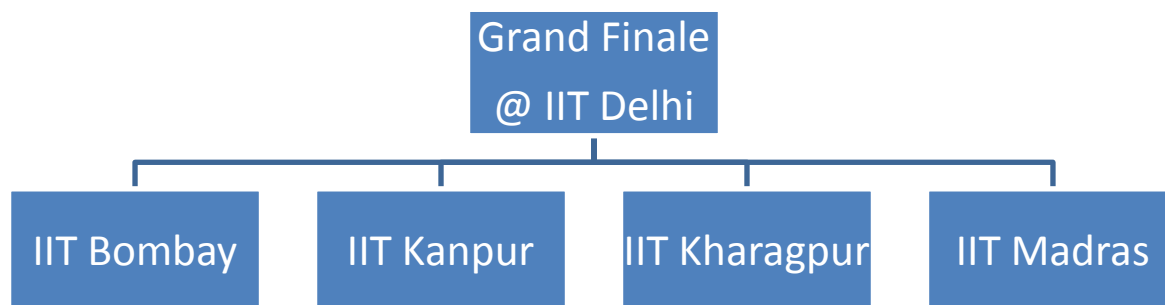 Grand Finale
@ IIT Delhi
IIT Bombay
IIT Kanpur
IIT Kharagpur
IIT Madras